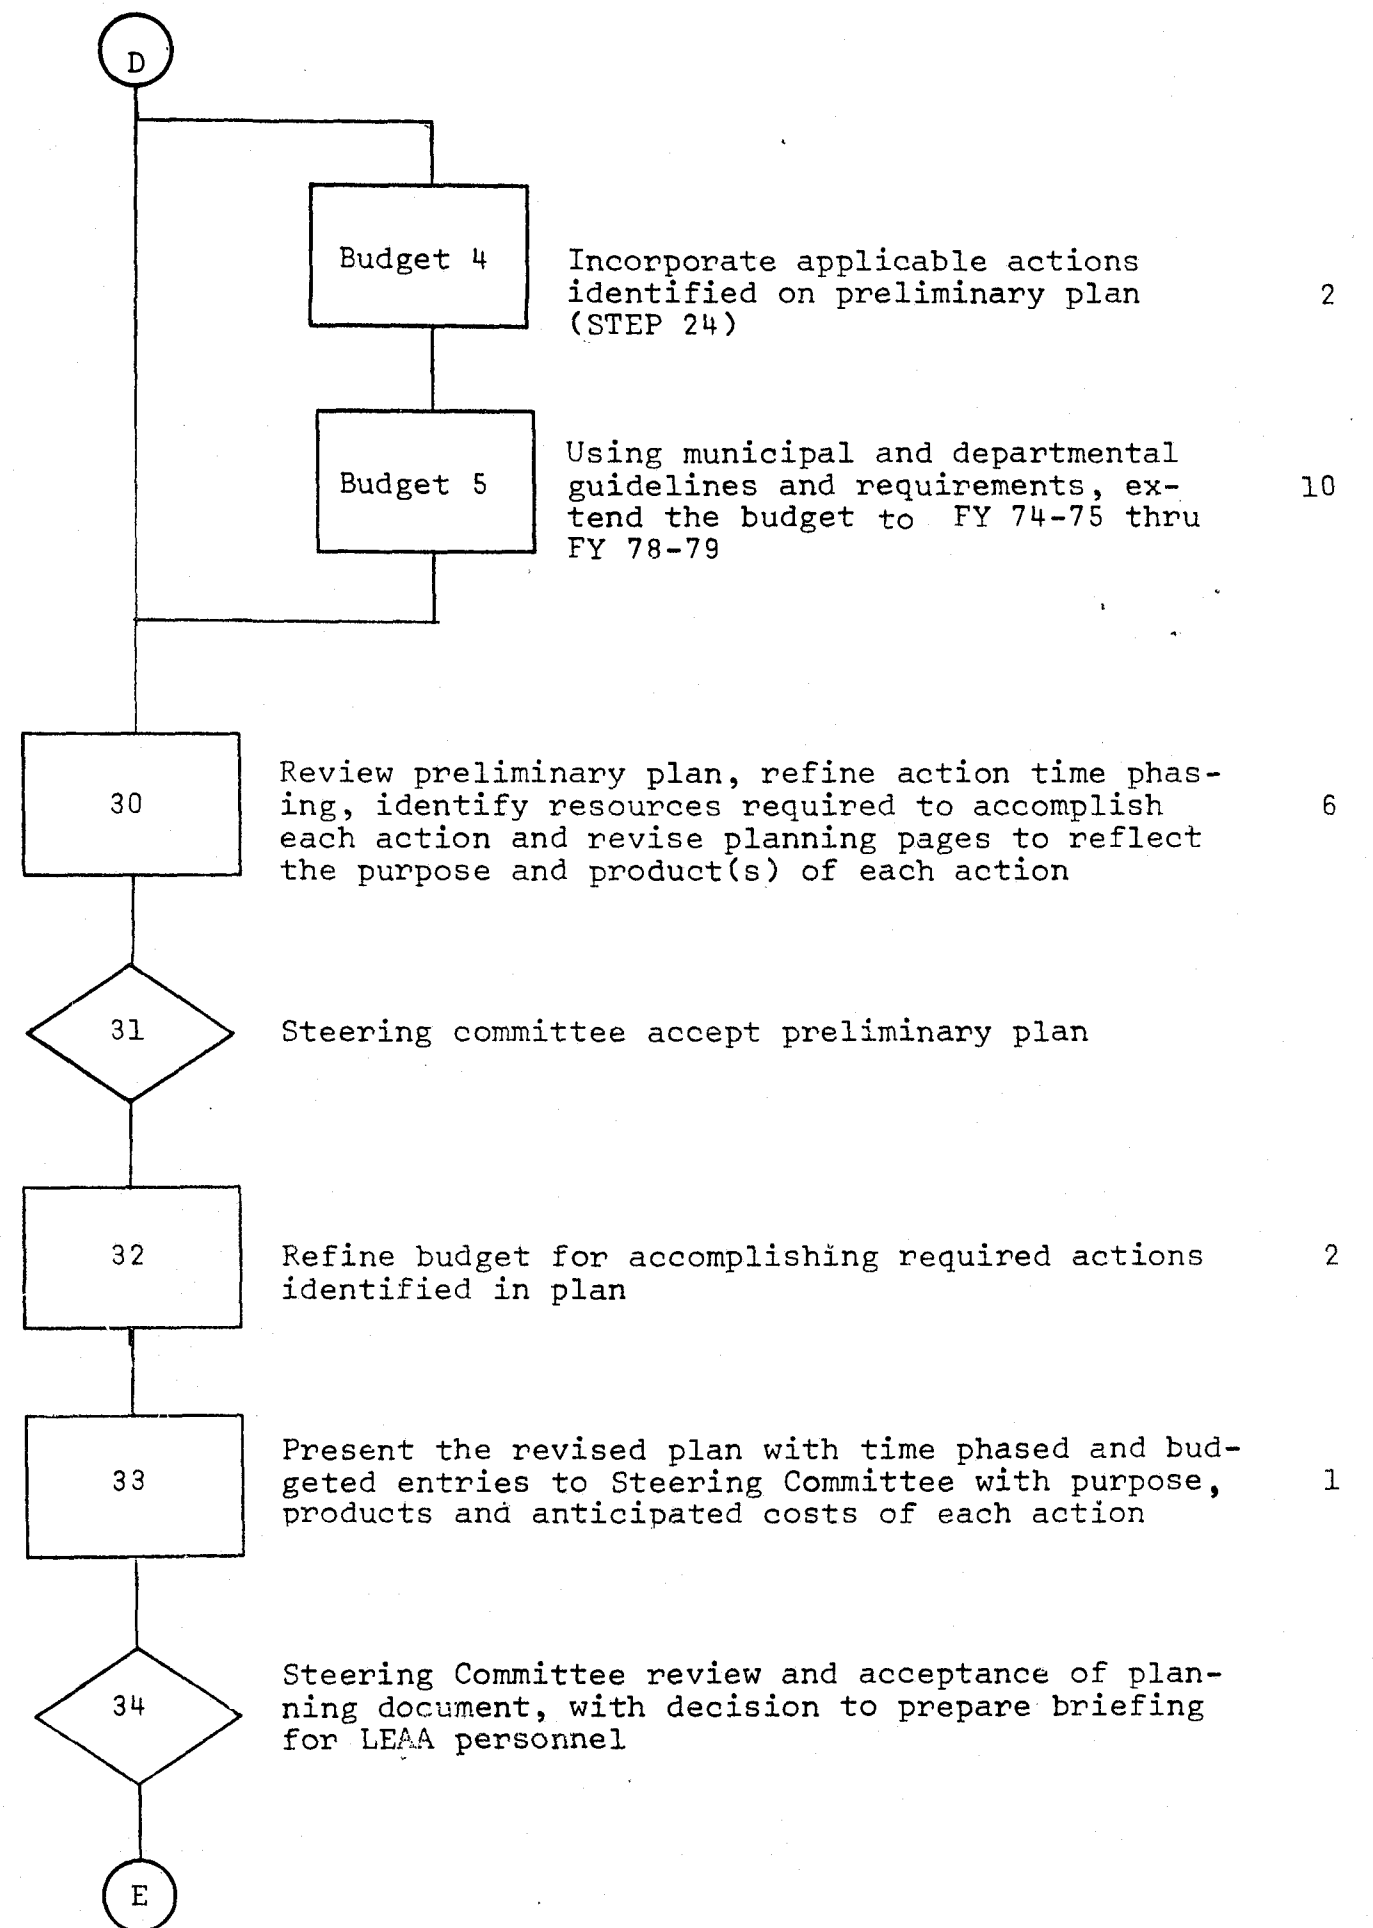 D
Budget 4
Incorporate applicable actions
identified on preliminary plan
(STEP 24)
2
Budget 5
Using municipal and departmental
guidelines and requirements, ex-
tend the budget to FY 74-75 thru
FY 78-79
10
30
Review preliminary plan, refine action time phas-
ing, identify resources required to accomplish
each action and revise planning pages to reflect
the purpose and product(s) of each action
6
31
Steering committee accept preliminary plan
32
Refine budget for accomplishing required actions
identified in plan
2
33
Present the revised plan with time phased and bud-
geted entries to Steering Committee with purpose,
products and anticipated costs of each action
1
34
Steering Committee review and acceptance of plan-
ning document, with decision to prepare briefing
for LEAA personnel
E